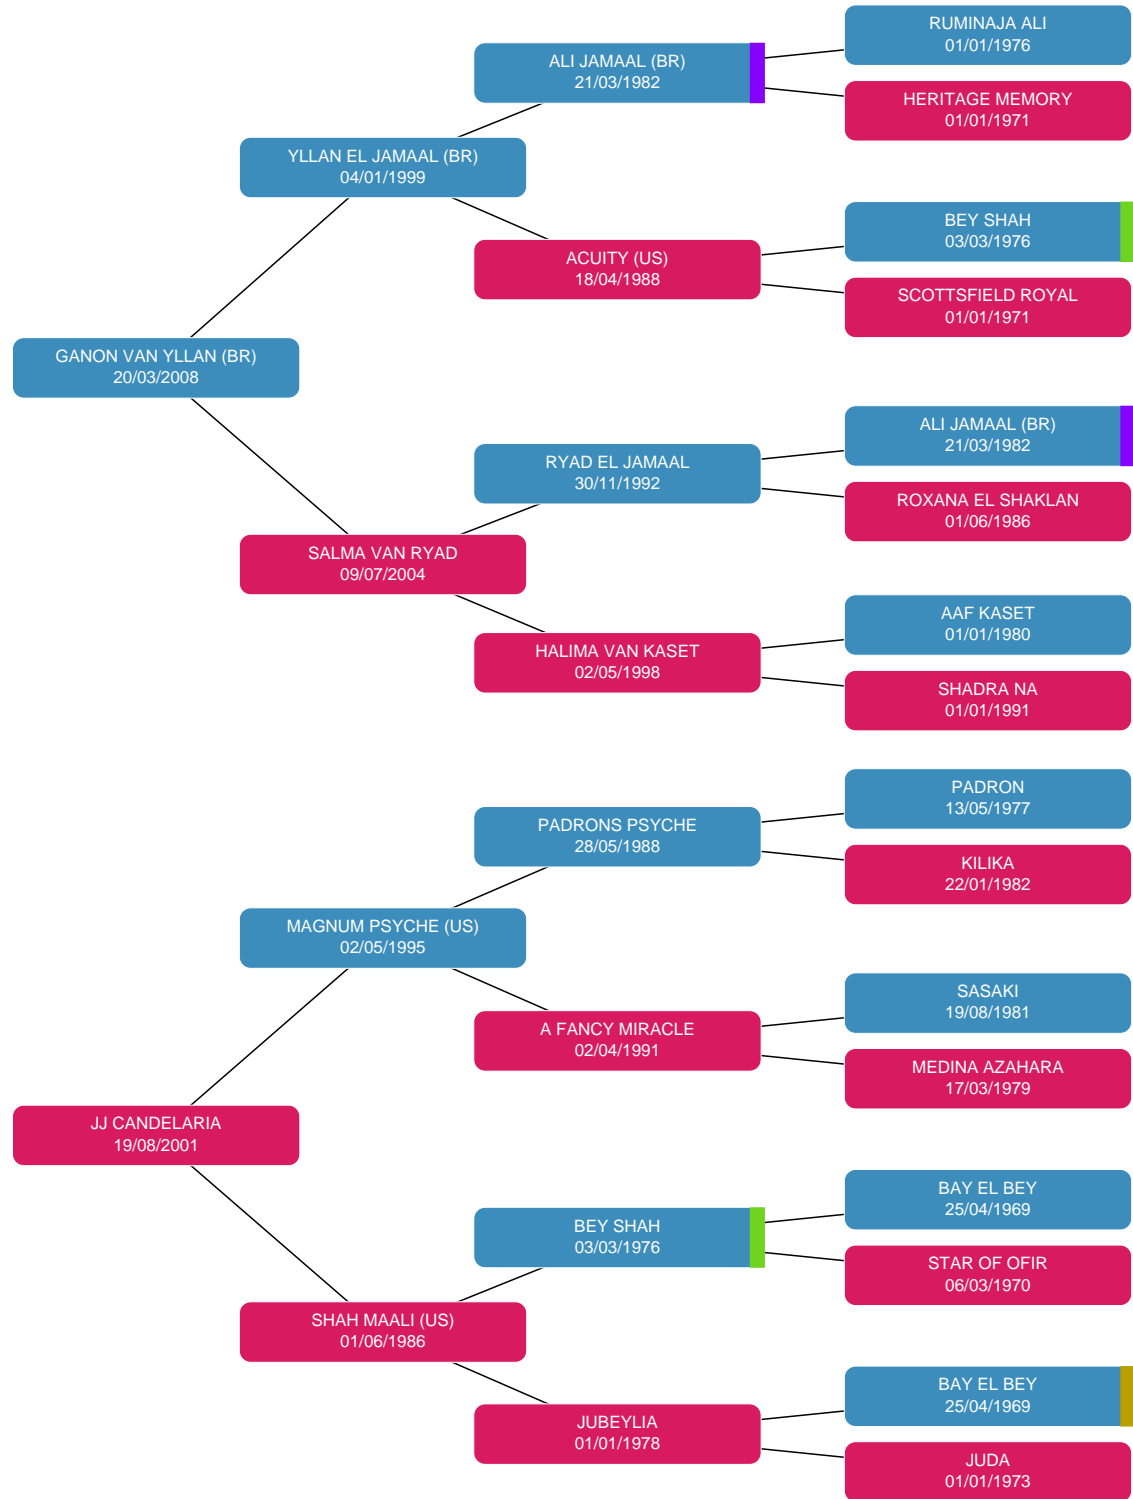 RUMINAJA ALI
01/01/1976
ALI JAMAAL (BR)
21/03/1982
HERITAGE MEMORY
01/01/1971
YLLAN EL JAMAAL (BR)
04/01/1999
BEY SHAH
03/03/1976
ACUITY (US)
18/04/1988
SCOTTSFIELD ROYAL
01/01/1971
GANON VAN YLLAN (BR)
20/03/2008
ALI JAMAAL (BR)
21/03/1982
RYAD EL JAMAAL
30/11/1992
ROXANA EL SHAKLAN
01/06/1986
SALMA VAN RYAD
09/07/2004
AAF KASET
01/01/1980
HALIMA VAN KASET
02/05/1998
SHADRA NA
01/01/1991
PADRON
13/05/1977
PADRONS PSYCHE
28/05/1988
KILIKA
22/01/1982
MAGNUM PSYCHE (US)
02/05/1995
SASAKI
19/08/1981
A FANCY MIRACLE
02/04/1991
MEDINA AZAHARA
17/03/1979
JJ CANDELARIA
19/08/2001
BAY EL BEY
25/04/1969
BEY SHAH
03/03/1976
STAR OF OFIR
06/03/1970
SHAH MAALI (US)
01/06/1986
BAY EL BEY
25/04/1969
JUBEYLIA
01/01/1978
JUDA
01/01/1973